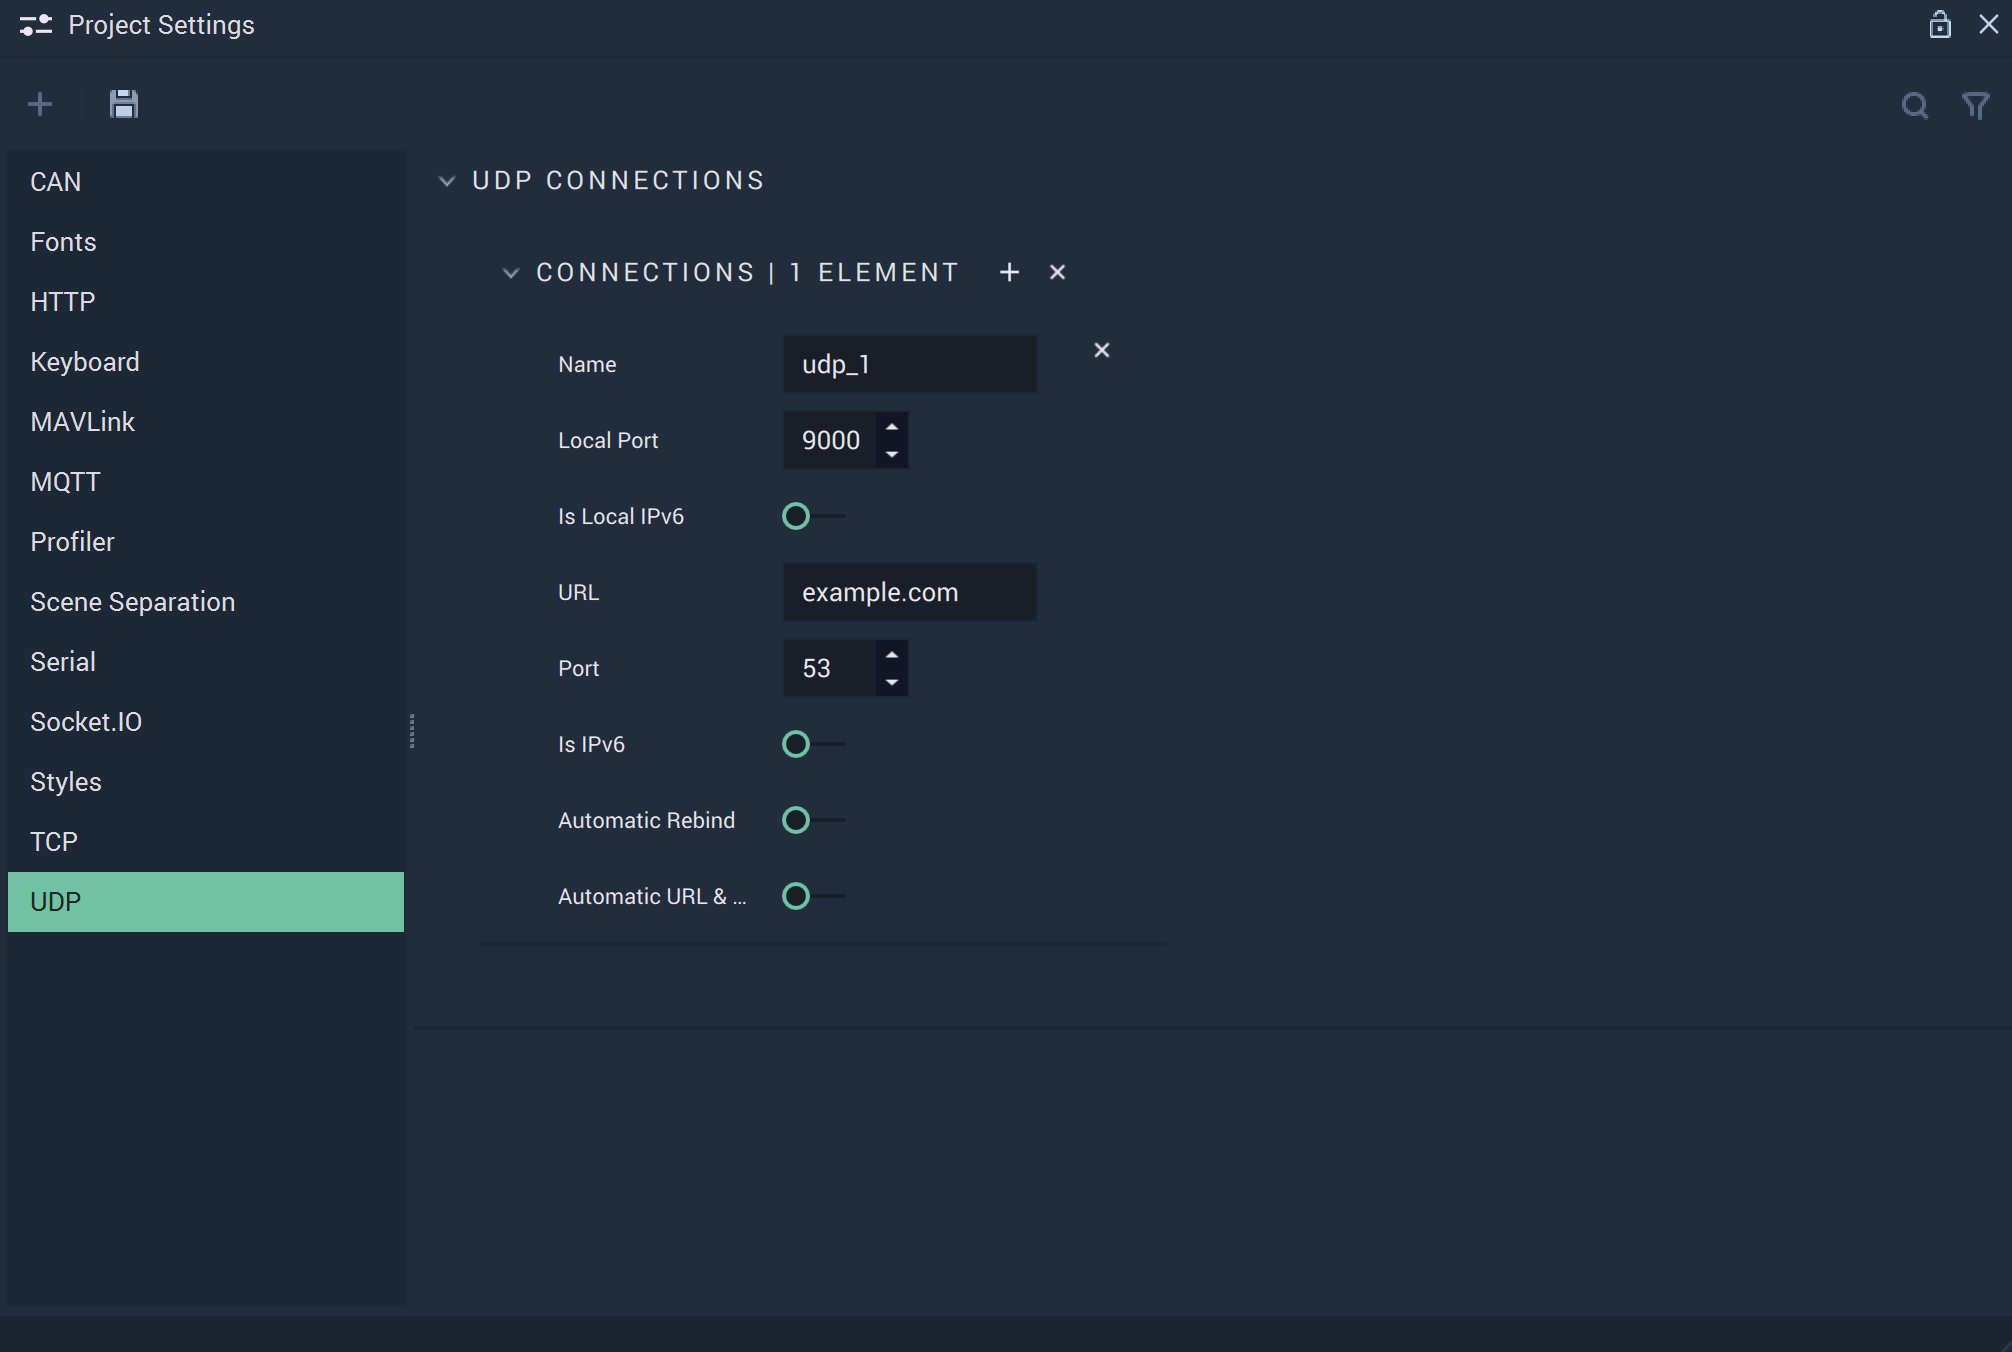 Project Settings
CAN
Fonts
HTTP
Keyboard
MAVLink
MQTT
Profiler
Scene Separation
Serial
Socket.IO
Styles
TCP
UDP
UDP CONNECTIONS
CONNECTIONS | 1 ELEMENT
Name udp_1
Local Port 9000
Is Local IPv6
URL example.com
Port 53
Is IPv6
Automatic Rebind
Automatic URL & ...